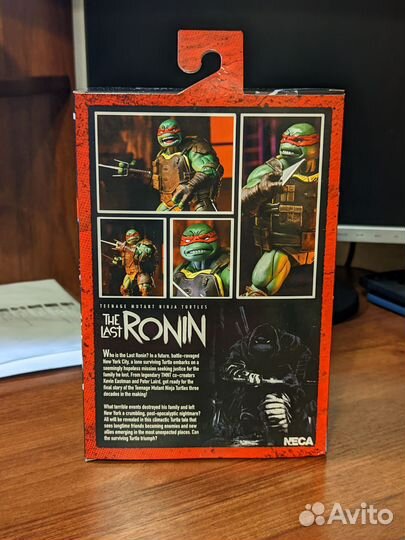 TEENAGE MUTANT NINJA TURTLES
THE LAST RONIN
Who is the Last Ronin? In a future, battle-ravaged
New York City, a lone surviving Turtle embarks on a
seemingly hopeless mission seeking justice for the
family he lost. From legendary TMNT co-creators
Kevin Eastman and Peter Laird, get ready for the
final story of the Teenage Mutant Ninja Turtles three
decades in the making!
What terrible events destroyed his family and left
New York a crumbling, post-apocalyptic nightmare?
All will be revealed in this climactic Turtle tale that
sees longtime friends becoming enemies and new
allies emerging in the most unexpected places. Can
the surviving Turtle triumph?
NECA
Avito